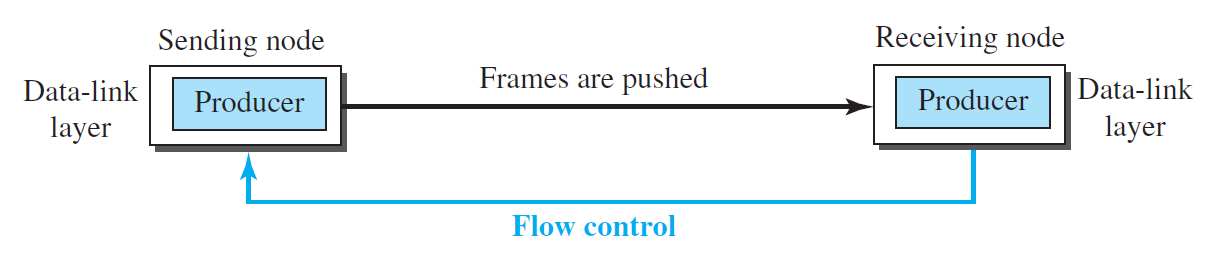 Sending node
Receiving node
Data-link
layer
Producer
Frames are pushed
Producer
Data-link
layer
Flow control